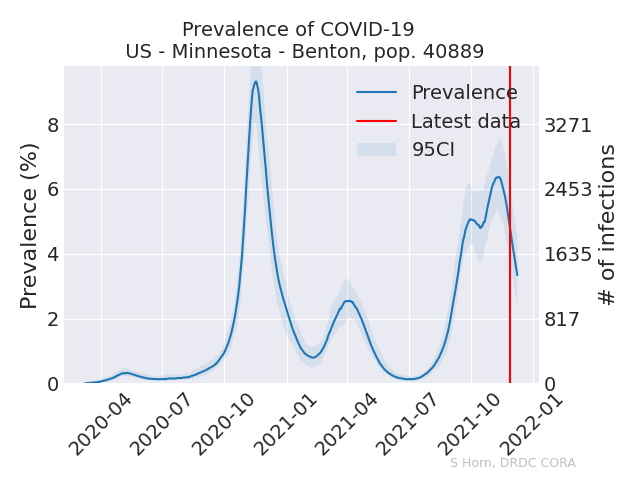 Prevalence of COVID-19
US - Minnesota - Benton, pop. 40889
Prevalence
Latest data
95CI
Prevalence (%)
8
6
4
2
0
3271
2453
1635
817
0
# of infections
2020-04
2020-07
2020-10
2021-01
2021-04
2021-07
2021-10
2022-01
S Horn, DRDC CORA